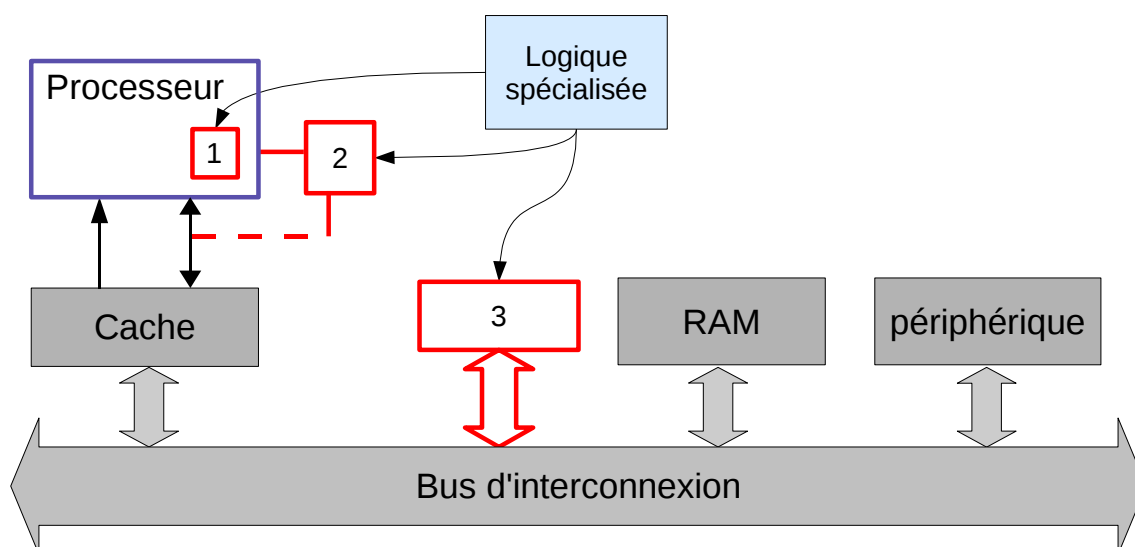 Logique
spécialisée
Processeur
1
2
3
Cache
RAM
périphérique
Bus d'interconnexion